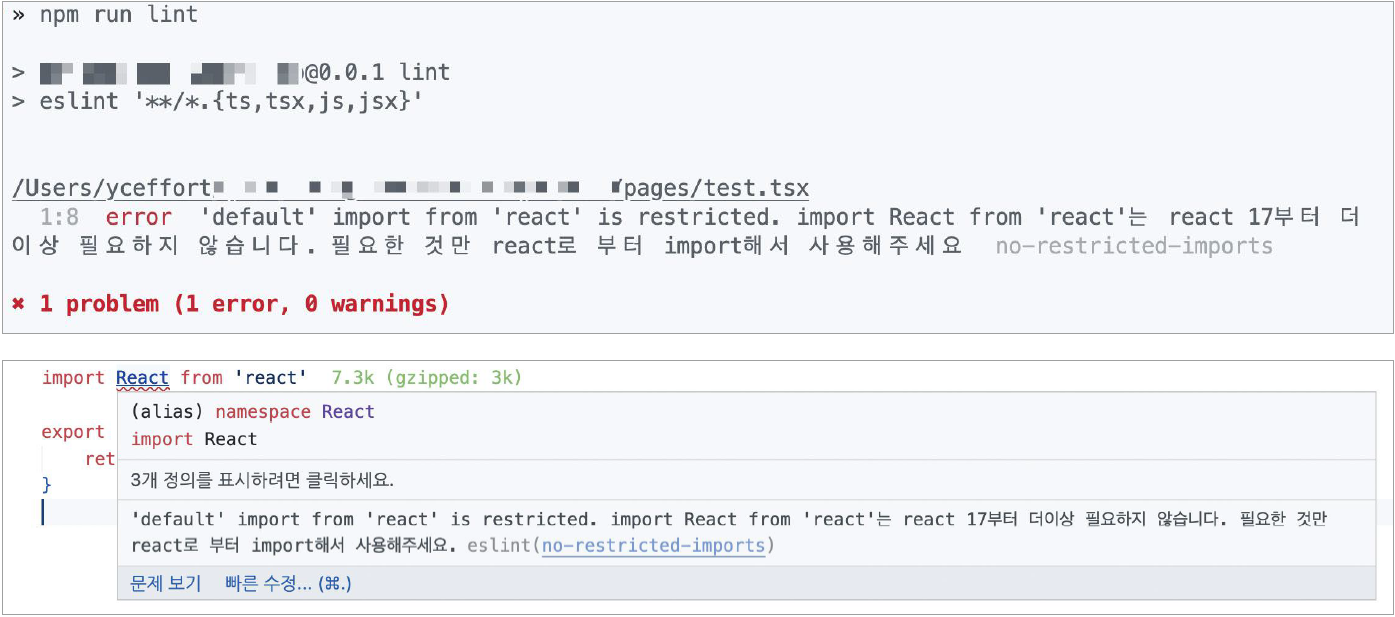 » npm run lint
> @0.0.1 lint
> eslint '**/*.{ts,tsx,js,jsx}'
/Users/yceffort /pages/test.tsx
1:8 error 'default' import from 'react' is restricted. import React from 'react'는 react 17부터 더
이상 필요하지 않습니다. 필요한 것만 react로 부터 import해서 사용해주세요 no-restricted-imports
✖ 1 problem (1 error, 0 warnings)
import React from 'react' 7.3k (gzipped: 3k)
(alias) namespace React
export
import React
ret
3개 정의를 표시하려면 클릭하세요.
}
'default' import from 'react' is restricted. import React from 'react'는 react 17부터 더이상 필요하지 않습니다. 필요한 것만
react로 부터 import해서 사용해주세요. eslint(no-restricted-imports)
문제 보기 빠른 수정... (⌘.)